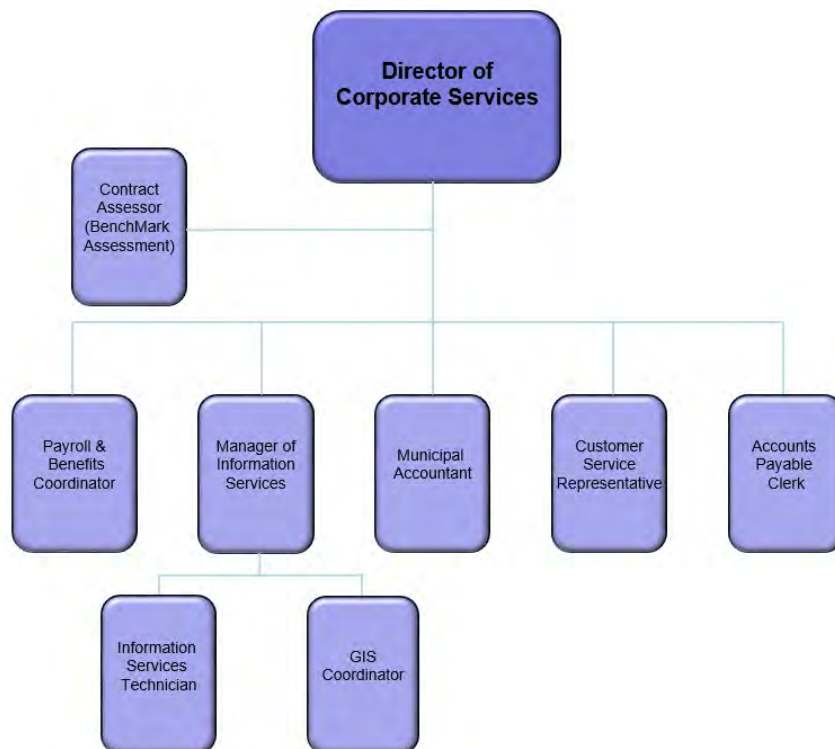 Director of
Corporate Services
Contract
Assessor
(BenchMark
Assessment)
Payroll &
Benefits
Coordinator
Manager of
Information
Services
Municipal
Accountant
Customer
Service
Representative
Accounts
Payable
Clerk
Information
Services
Technician
GIS
Coordinator